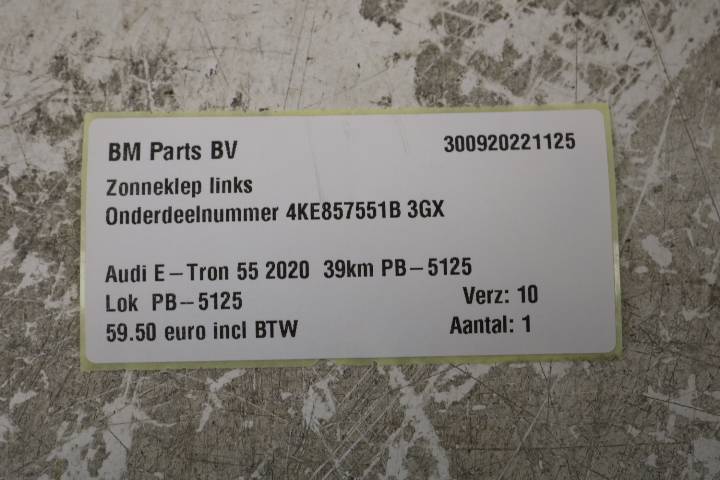 BM Parts BV 300920221125
Zonneklep links
Onderdeelnummer 4KE857551B 3GX
Audi E-Tron 55 2020 39km PB-5125
Lok PB-5125 Verz: 10
59.50 euro incl BTW Aantal: 1